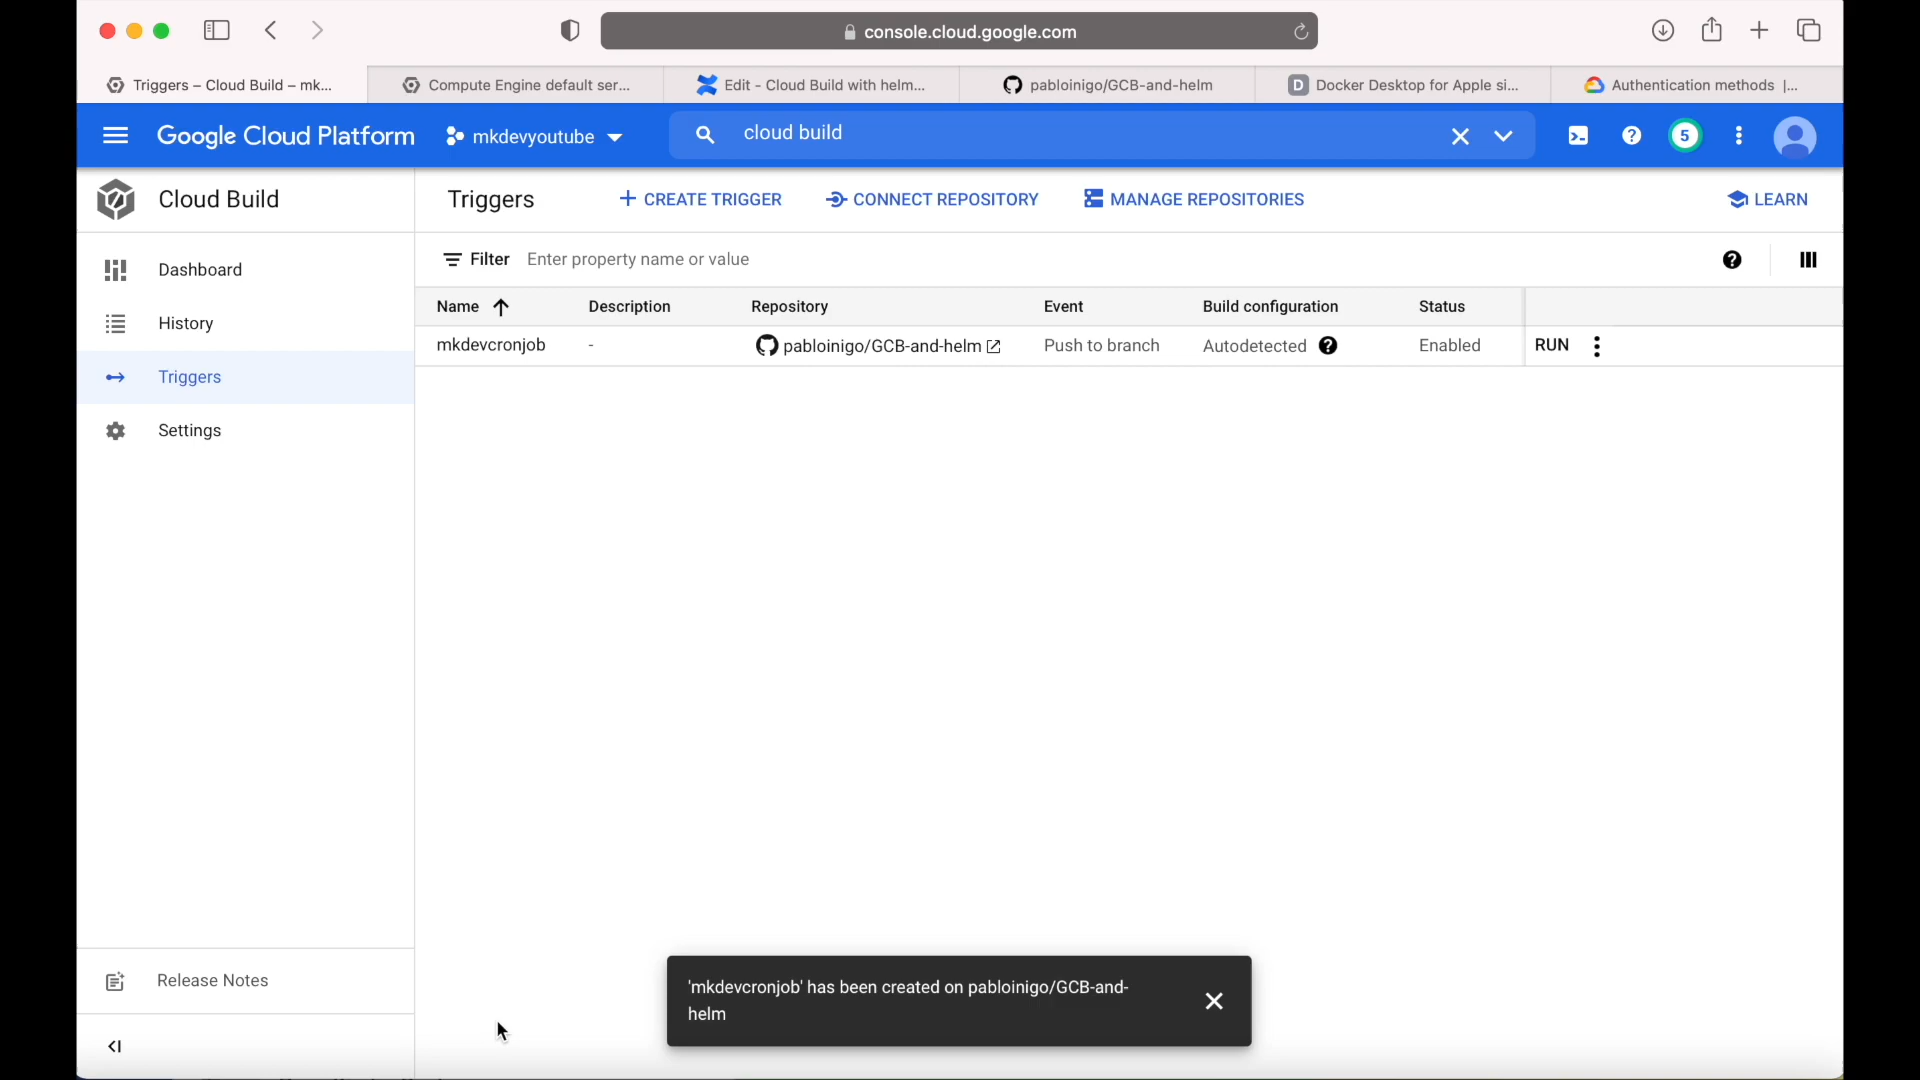 console.cloud.google.com
Triggers – Cloud Build – mk...
Compute Engine default ser...
Edit - Cloud Build with helm...
pabloinigo/GCB-and-helm
D
Docker Desktop for Apple si...
Authentication methods |...
Google Cloud Platform
mkdevyoutube
cloud build
5
Cloud Build
Triggers
CREATE TRIGGER
CONNECT REPOSITORY
MANAGE REPOSITORIES
LEARN
Dashboard
History
Triggers
Settings
Filter Enter property name or value
Name Description Repository Event Build configuration Status
mkdevcronjob - pabloinigo/GCB-and-helm Push to branch Autodetected Enabled RUN
Release Notes
'mkdevcronjob' has been created on pabloinigo/GCB-and-
helm